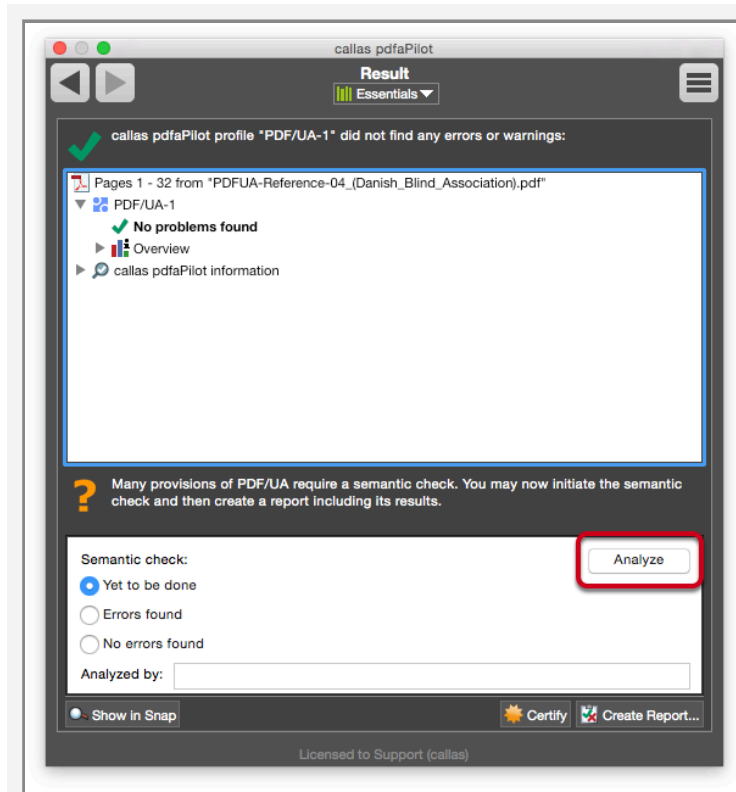 callas pdfaPilot
Result
Essentials
callas pdfaPilot profile "PDF/UA-1" did not find any errors or warnings:
Pages 1 - 32 from "PDFUA-Reference-04_(Danish_Blind_Association).pdf"
PDF/UA-1
No problems found
Overview
callas pdfaPilot information
Many provisions of PDF/UA require a semantic check. You may now initiate the semantic
check and then create a report including its results.
Semantic check:
Analyze
Yet to be done
Errors found
No errors found
Analyzed by:
Show in Snap
Certify
Create Report...
Licensed to Support (callas)